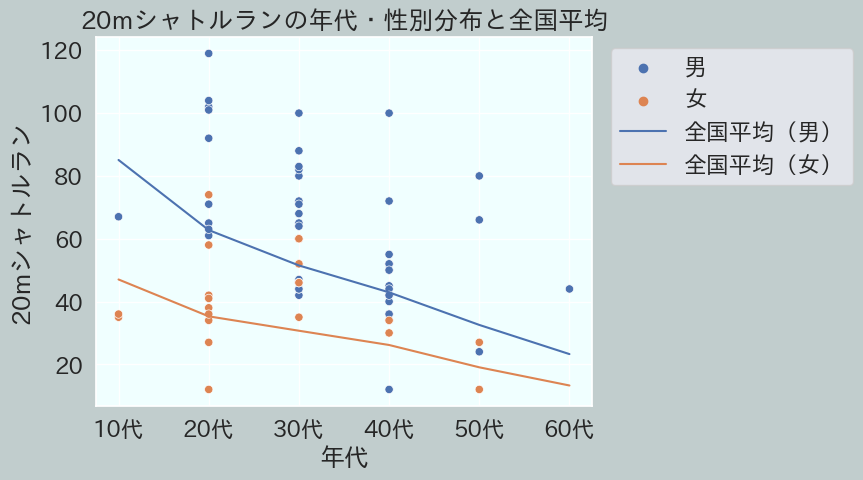 20mシャトルランの年代・性別分布と全国平均
120
100
80
60
40
20
20mシャトルラン
10代 20代 30代 40代 50代 60代
年代
男
女
全国平均（男）
全国平均（女）